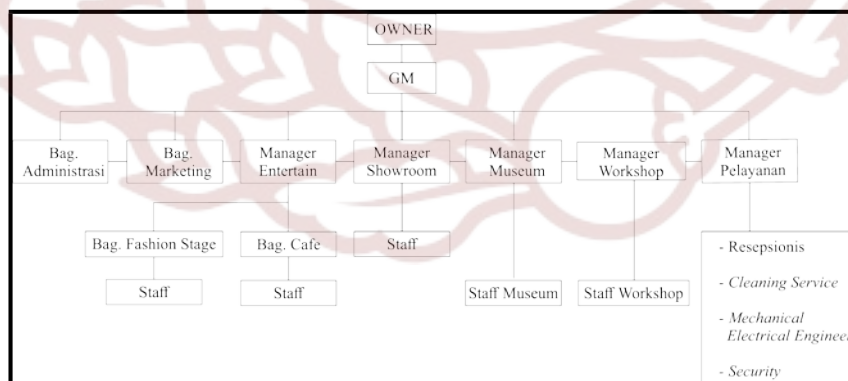 OWNER
GM
Bag.
Administrasi
Bag.
Marketing
Manager
Entertain
Manager
Showroom
Manager
Museum
Manager
Workshop
Manager
Pelayanan
Bag. Fashion Stage
Bag. Cafe
Staff
Staff
Staff
Staff Museum
Staff Workshop
- Resepsionis
- Cleaning Service
- Mechanical
Electrical Engineer
- Security